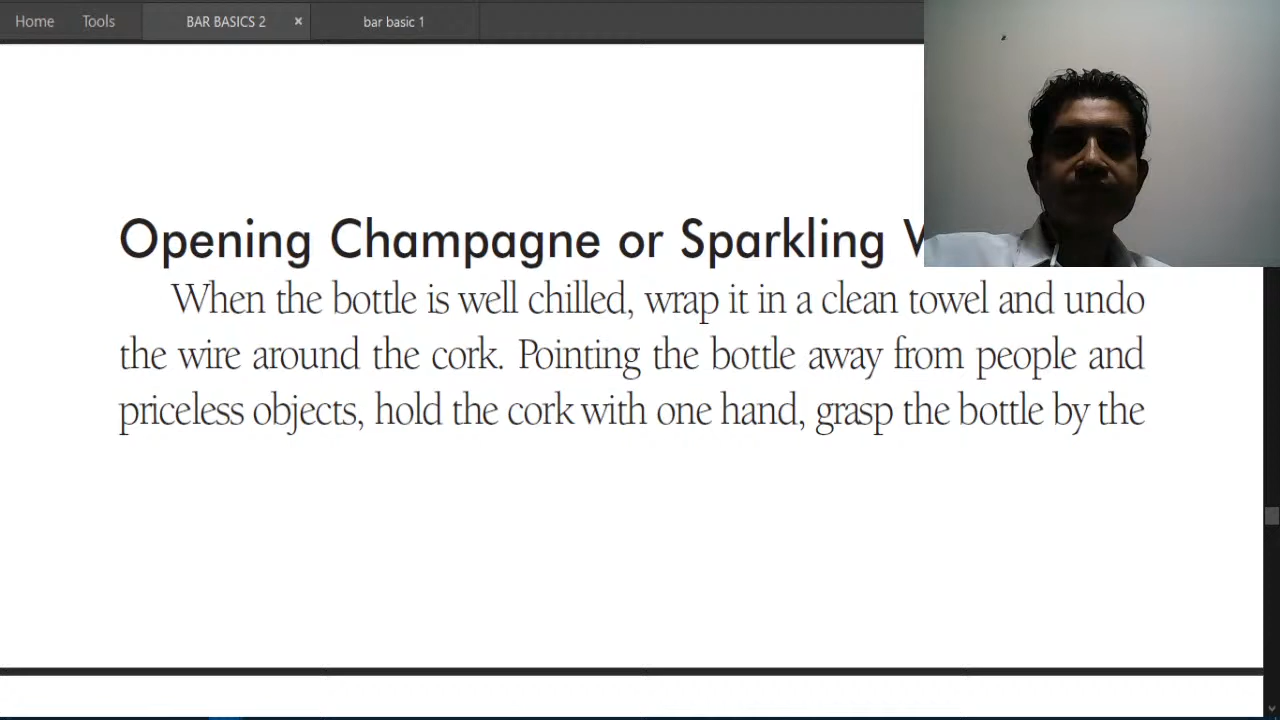 Home Tools BAR BASICS 2 × bar basic 1
Opening Champagne or Sparkling
When the bottle is well chilled, wrap it in a clean towel and undo
the wire around the cork. Pointing the bottle away from people and
priceless objects, hold the cork with one hand, grasp the bottle by the